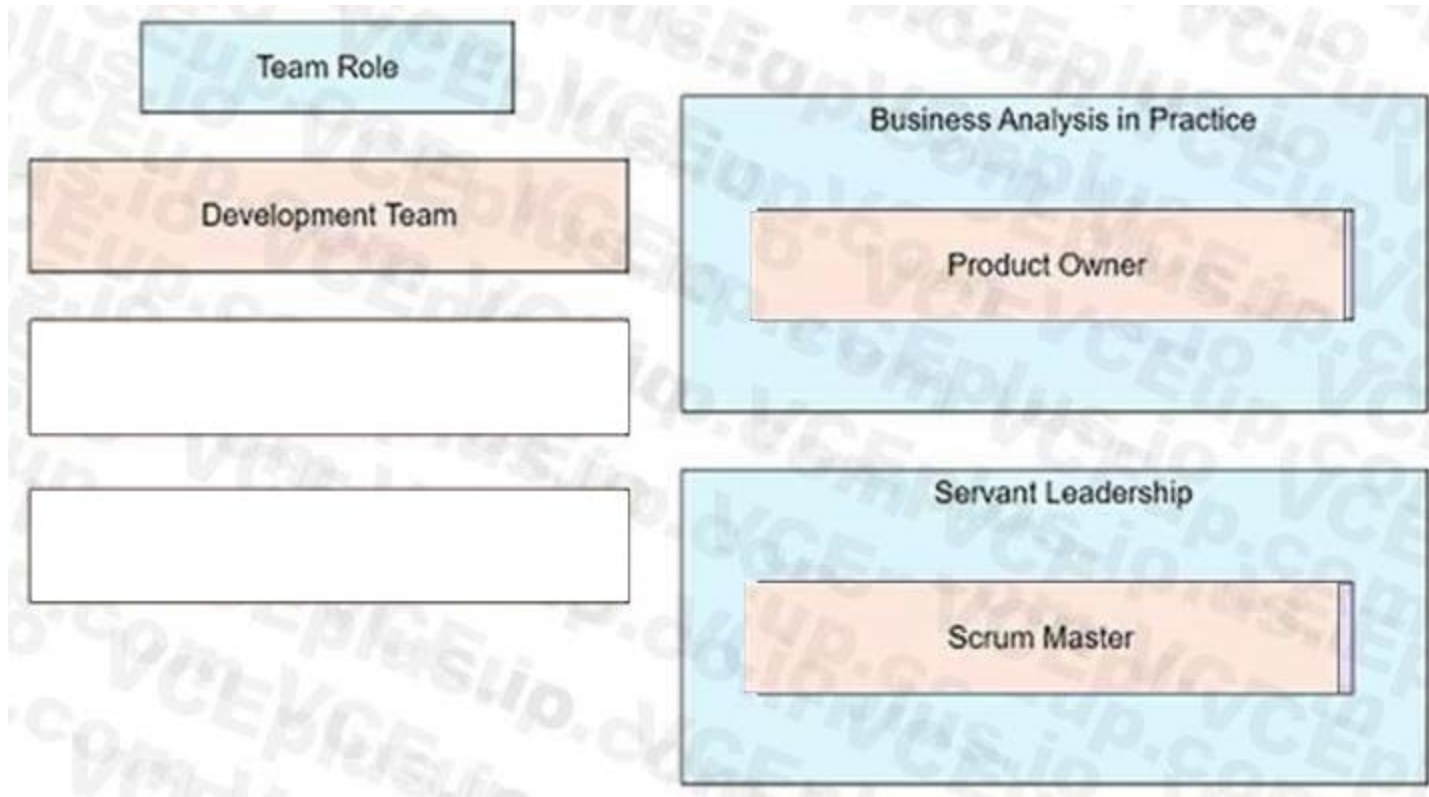 Team Role
Development Team
Business Analysis in Practice
Product Owner
Servant Leadership
Scrum Master